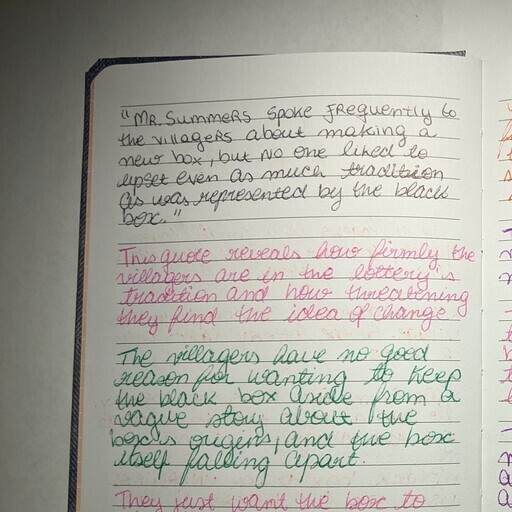 "Mr. Summers spoke frequently to
the villagers about making a
new box, but no one liked to
upset even as much tradition
as was represented by the black
box."
This quote reveals how firmly the
villagers are in the lottery's
tradition and how threatening
they find the idea of change
The villagers have no good
reason for wanting to keep
the black box aside from a
vague story about the
box's origins, and the box
itself falling apart.
They just want the box to